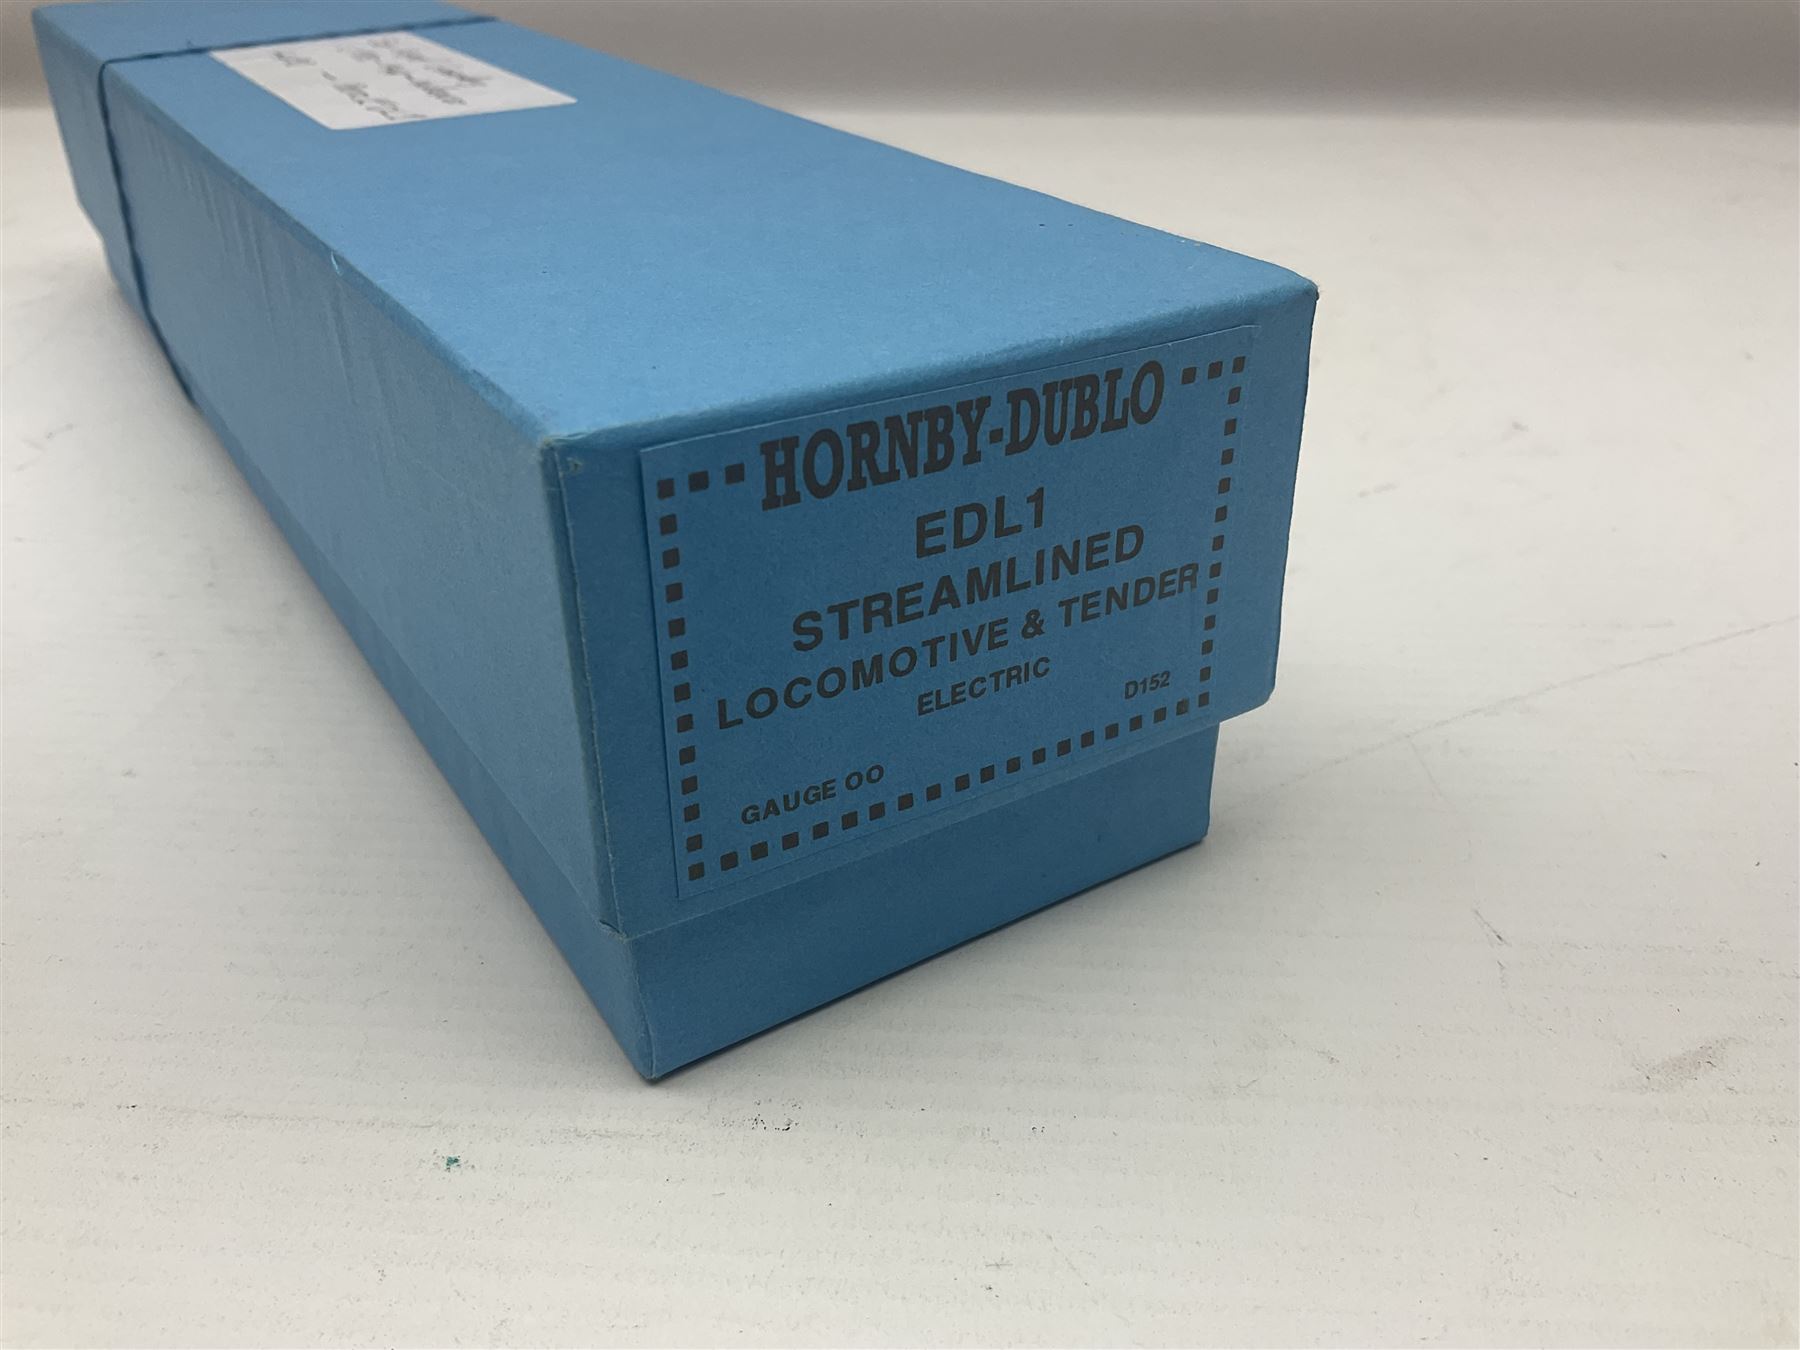 HORNBY-DUBLO
EDL1
STREAMLINED
LOCOMOTIVE & TENDER
ELECTRIC
D152
GAUGE OO